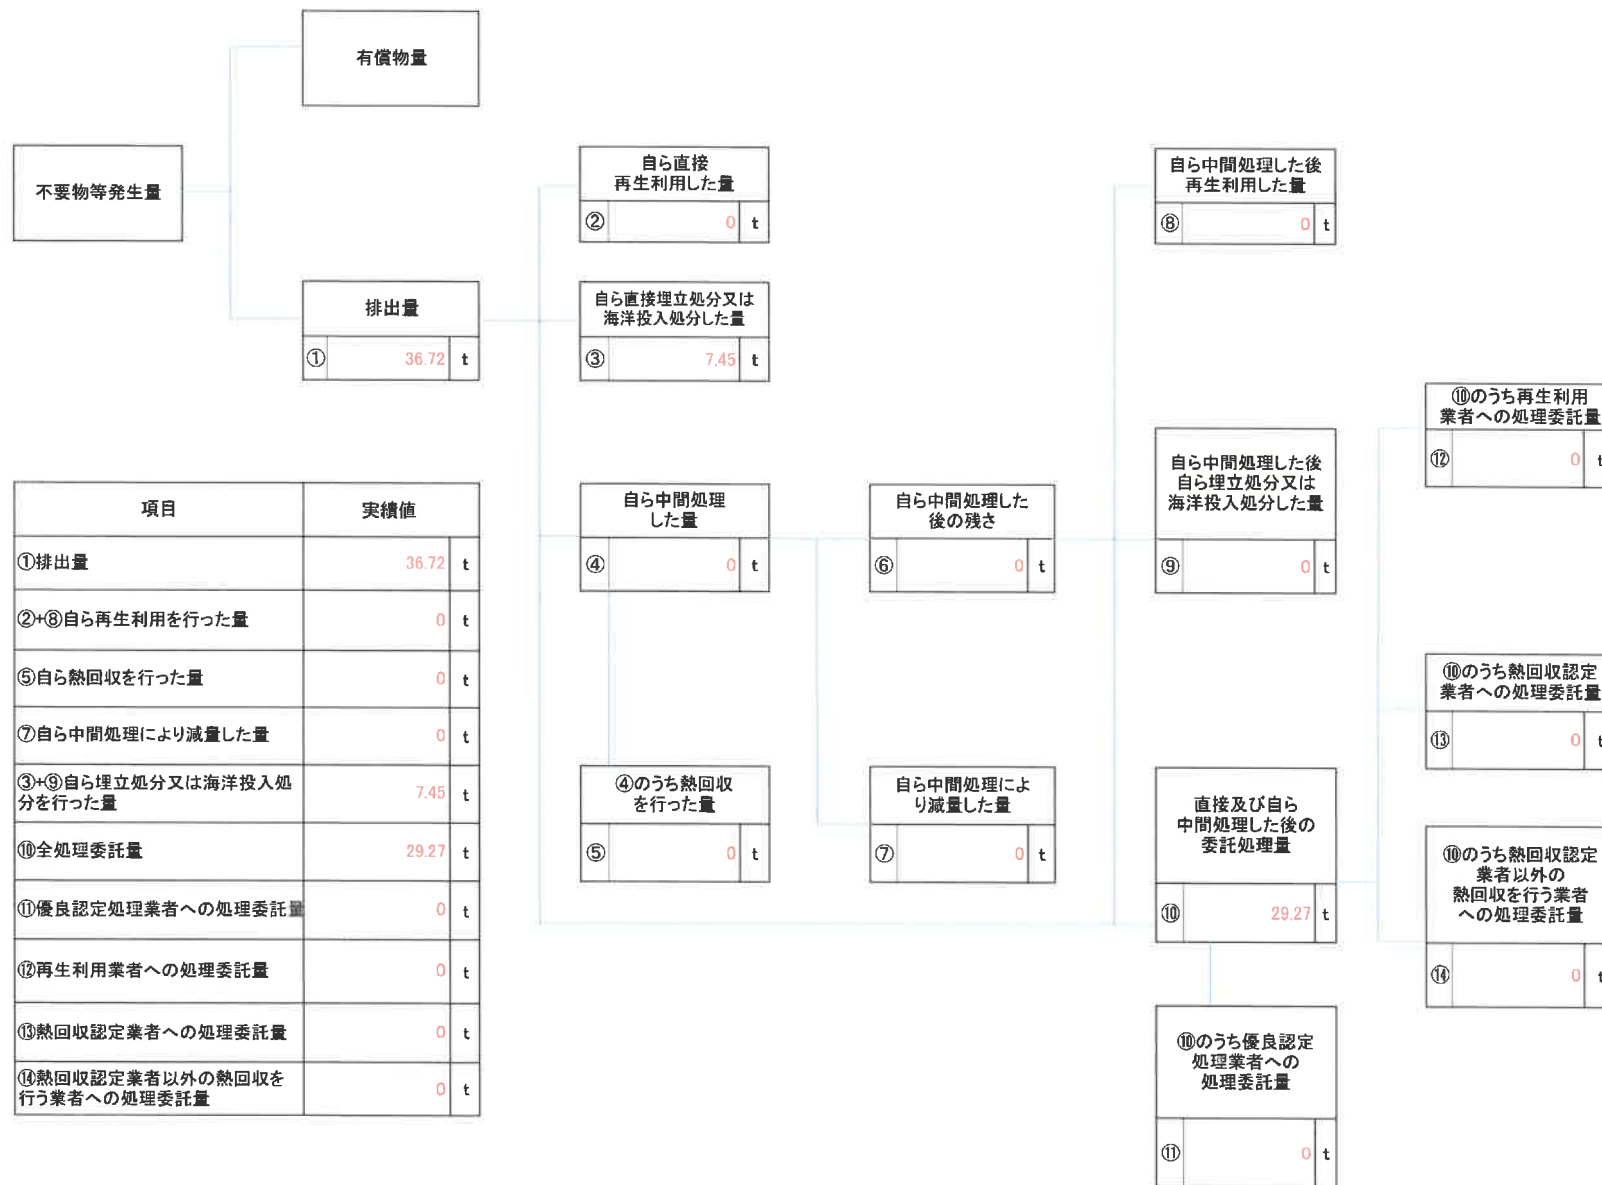 有償物量
不要物等発生量
排出量
① 36.72 t
自ら直接
再生利用した量
② 0 t
自ら直接埋立処分又は
海洋投入処分した量
③ 7.45 t
自ら中間処理
した量
④ 0 t
④のうち熱回収
を行った量
⑤ 0 t
自ら中間処理した
後の残さ
⑥ 0 t
自ら中間処理によ
り減量した量
⑦ 0 t
自ら中間処理した後
再生利用した量
⑧ 0 t
自ら中間処理した後
自ら埋立処分又は
海洋投入処分した量
⑨ 0 t
直接及び自ら
中間処理した後の
委託処理量
⑩ 29.27 t
⑩のうち優良認定
処理業者への
処理委託量
⑪ 0 t
⑩のうち再生利用
業者への処理委託量
⑫ 0 t
⑩のうち熱回収認定
業者への処理委託量
⑬ 0 t
⑩のうち熱回収認定
業者以外の
熱回収を行う業者
への処理委託量
⑭ 0 t
項目 実績値
①排出量 36.72 t
②+⑧自ら再生利用を行った量 0 t
⑤自ら熱回収を行った量 0 t
⑦自ら中間処理により減量した量 0 t
③+⑨自ら埋立処分又は海洋投入処
分を行った量 7.45 t
⑩全処理委託量 29.27 t
⑪優良認定処理業者への処理委託量 0 t
⑫再生利用業者への処理委託量 0 t
⑬熱回収認定業者への処理委託量 0 t
⑭熱回収認定業者以外の熱回収を
行う業者への処理委託量 0 t